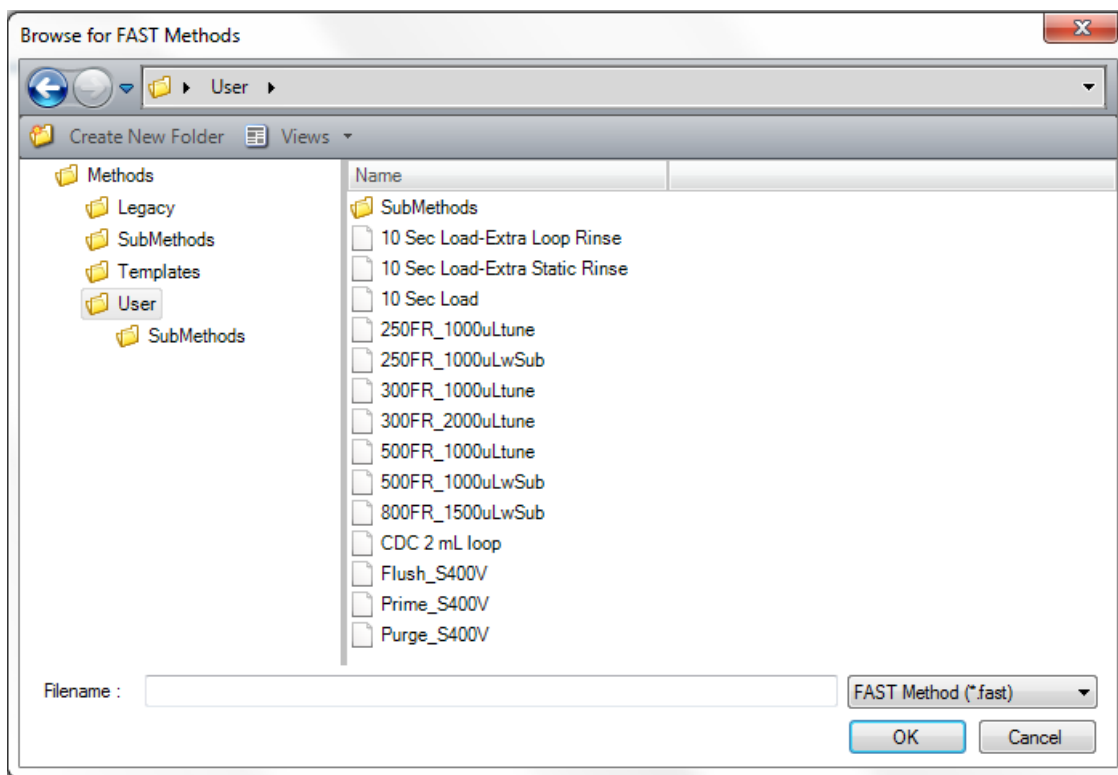 Browse for FAST Methods
User
Create New Folder Views
Methods
Legacy
SubMethods
Templates
User
SubMethods
Name
SubMethods
10 Sec Load-Extra Loop Rinse
10 Sec Load-Extra Static Rinse
10 Sec Load
250FR_1000uLtune
250FR_1000uLwSub
300FR_1000uLtune
300FR_2000uLtune
500FR_1000uLtune
500FR_1000uLwSub
800FR_1500uLwSub
CDC 2 mL loop
Flush_S400V
Prime_S400V
Purge_S400V
Filename :
FAST Method (*.fast)
OK Cancel